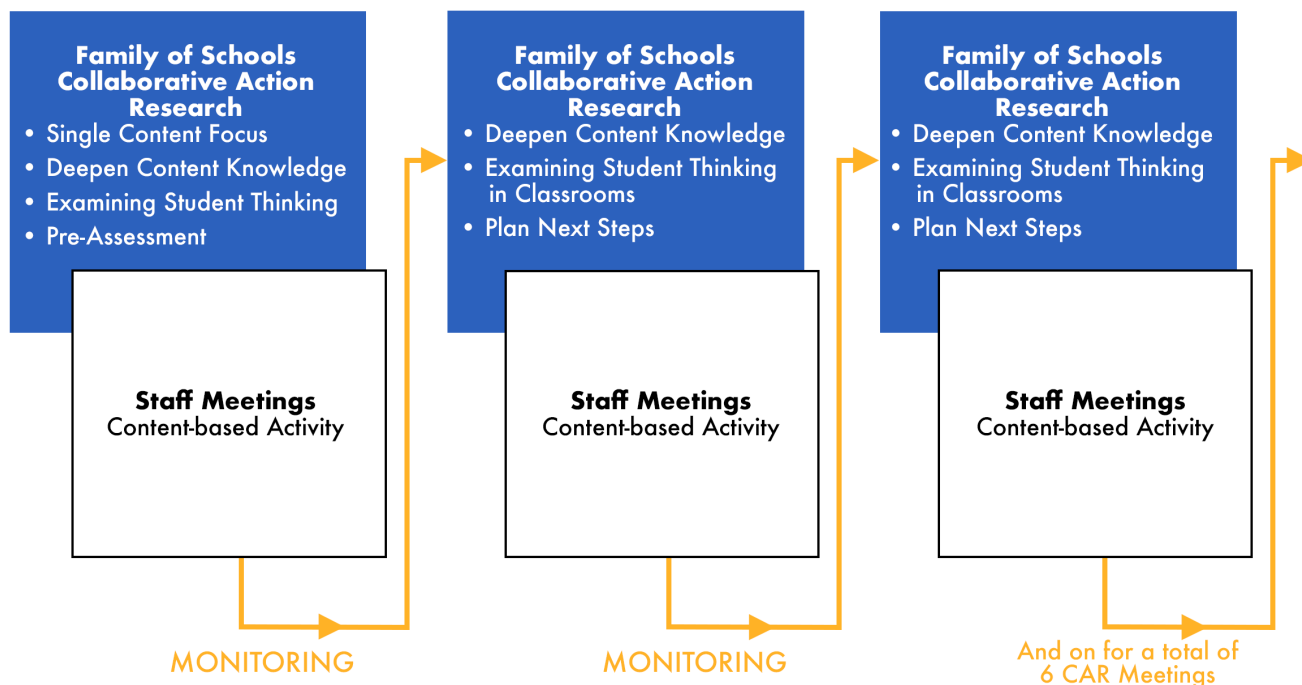 Family of Schools
Collaborative Action
Research
• Single Content Focus
• Deepen Content Knowledge
• Examining Student Thinking
• Pre-Assessment
Staff Meetings
Content-based Activity
MONITORING
Family of Schools
Collaborative Action
Research
• Deepen Content Knowledge
• Examining Student Thinking
in Classrooms
• Plan Next Steps
Staff Meetings
Content-based Activity
MONITORING
Family of Schools
Collaborative Action
Research
• Deepen Content Knowledge
• Examining Student Thinking
in Classrooms
• Plan Next Steps
Staff Meetings
Content-based Activity
And on for a total of
6 CAR Meetings